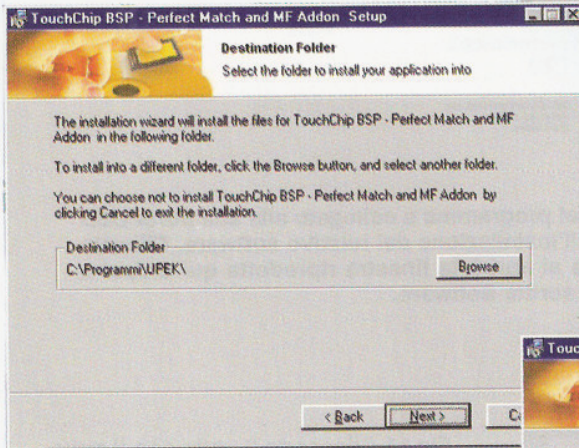 TouchChip BSP - Perfect Match and MF Addon Setup
Destination Folder
Select the folder to install your application into
The installation wizard will install the files for TouchChip BSP - Perfect Match and MF
Addon in the following folder.
To install into a different folder, click the Browse button, and select another folder.
You can choose not to install TouchChip BSP - Perfect Match and MF Addon by
clicking Cancel to exit the installation.
Destination Folder
C:\Programmi\UPEK\
Browse
< Back
Next >
Ca
Touc